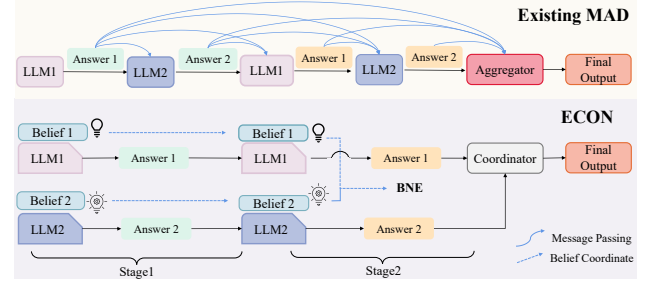 Existing MAD
LLM1
Answer 1
LLM2
Answer 2
LLM1
Answer 1
LLM2
Answer 2
Aggregator
Final
Output
ECON
Belief 1
LLM1
Answer 1
Belief 1
LLM1
Answer 1
Coordinator
Final
Output
BNE
Belief 2
LLM2
Answer 2
Belief 2
LLM2
Answer 2
Stage1
Stage2
Message Passing
Belief Coordinate